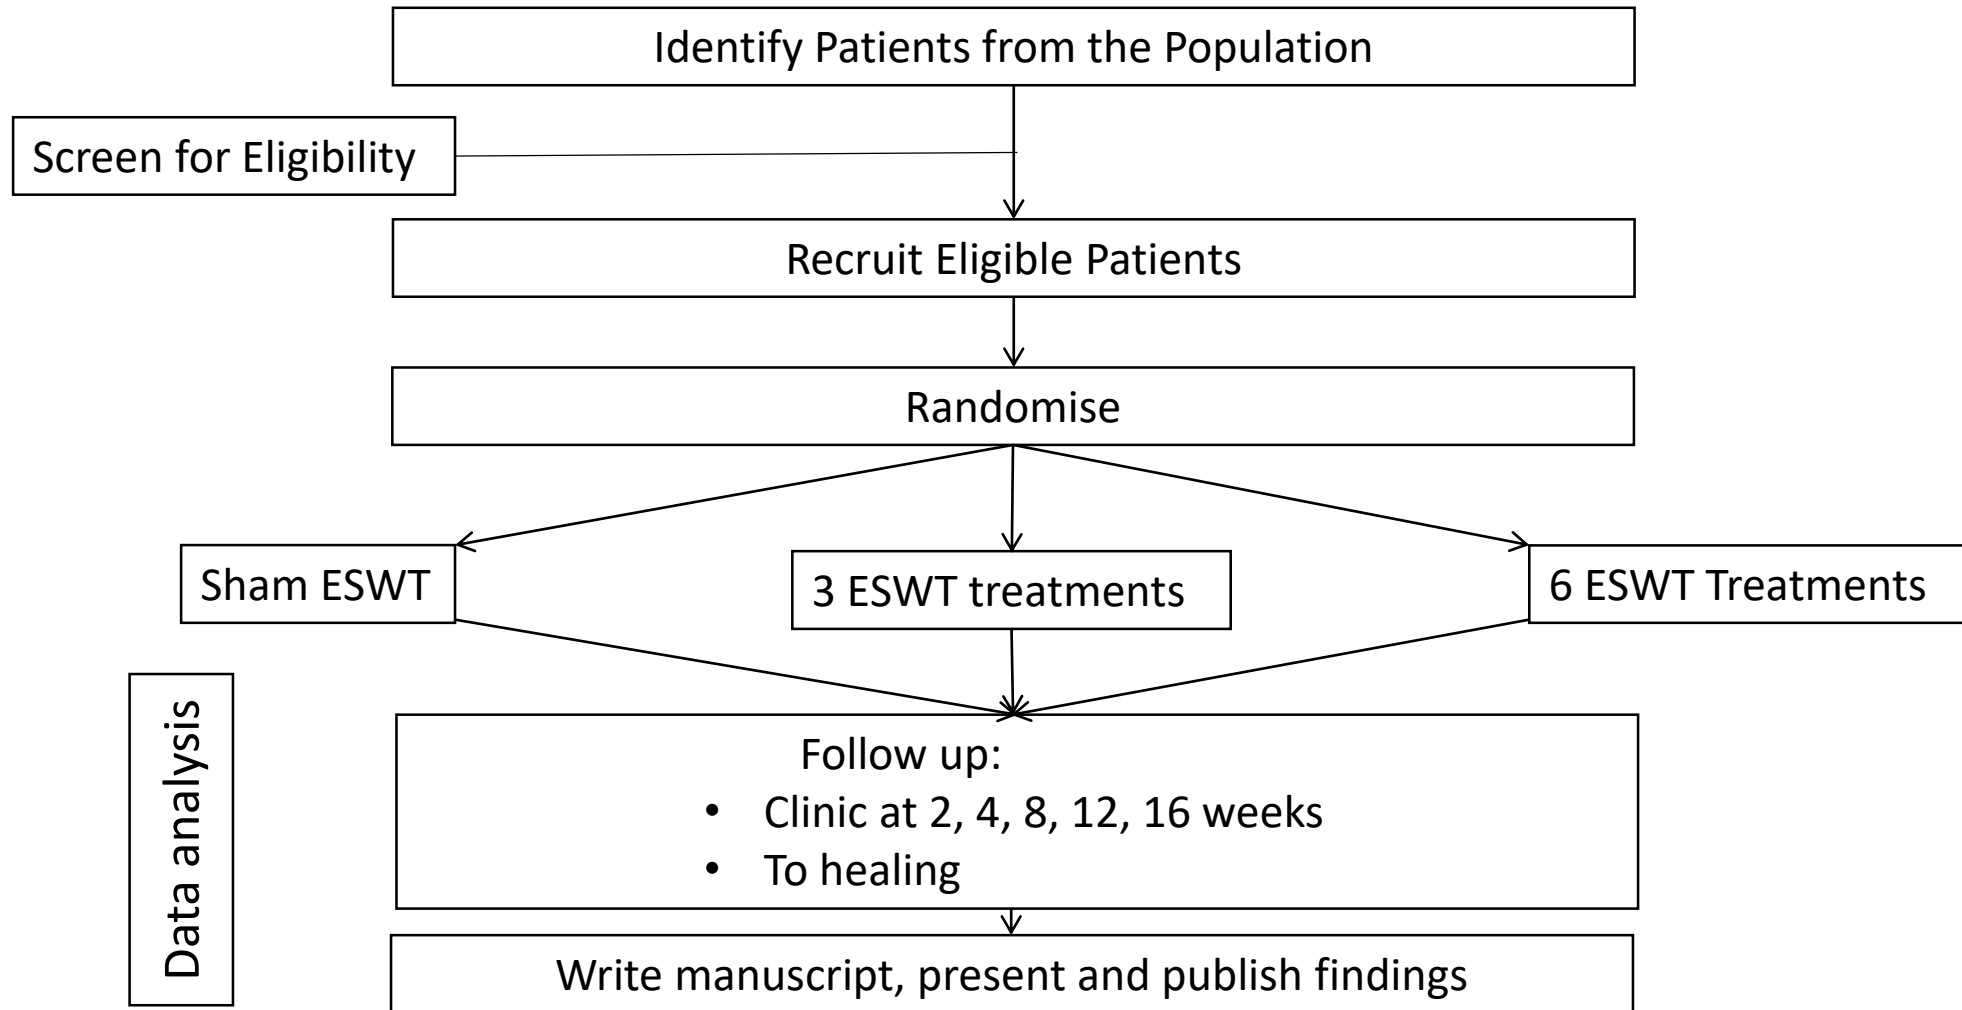 Identify Patients from the Population
Screen for Eligibility
Recruit Eligible Patients
Randomise
Sham ESWT
3 ESWT treatments
6 ESWT Treatments
Data analysis
Follow up:
• Clinic at 2, 4, 8, 12, 16 weeks
• To healing
Write manuscript, present and publish findings